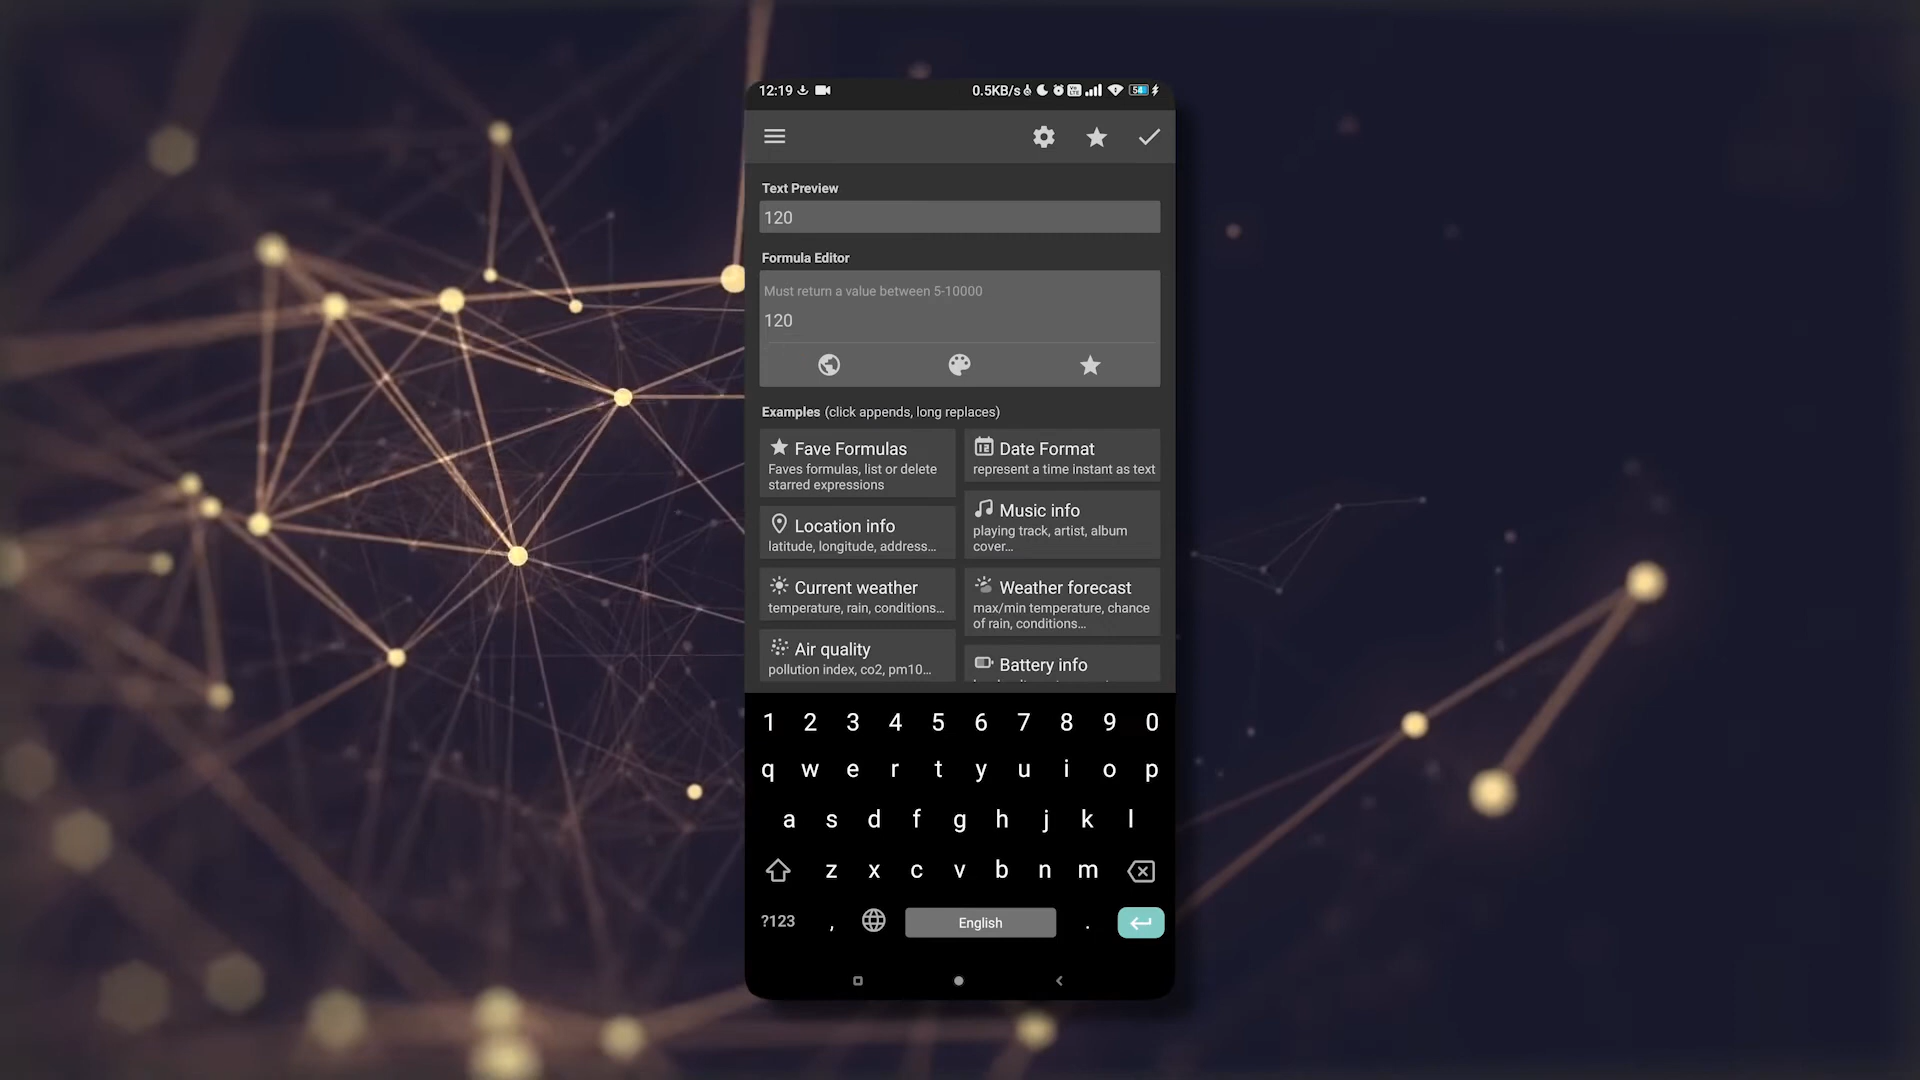 12:19 0.5KB/s 54
Text Preview
120
Formula Editor
Must return a value between 5-10000
120
Examples (click appends, long replaces)
Fave Formulas
Faves formulas, list or delete
starred expressions
Date Format
represent a time instant as text
Location info
latitude, longitude, address...
Music info
playing track, artist, album
cover...
Current weather
temperature, rain, conditions...
Weather forecast
max/min temperature, chance
of rain, conditions...
Air quality
pollution index, co2, pm10...
Battery info
1 2 3 4 5 6 7 8 9 0
q w e r t y u i o p
a s d f g h j k l
z x c v b n m
?123 , English .